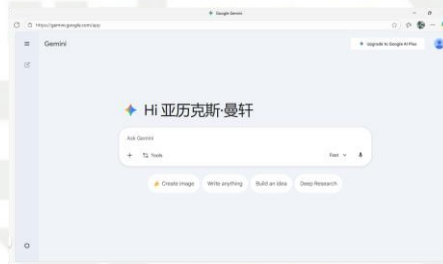 Google Gemini
https://gemini.google.com/app
Gemini
Upgrade to Google AI Plus
Hi 亚历克斯·曼轩
Ask Gemini
Tools
Fast
Create image
Write anything
Build an idea
Deep Research